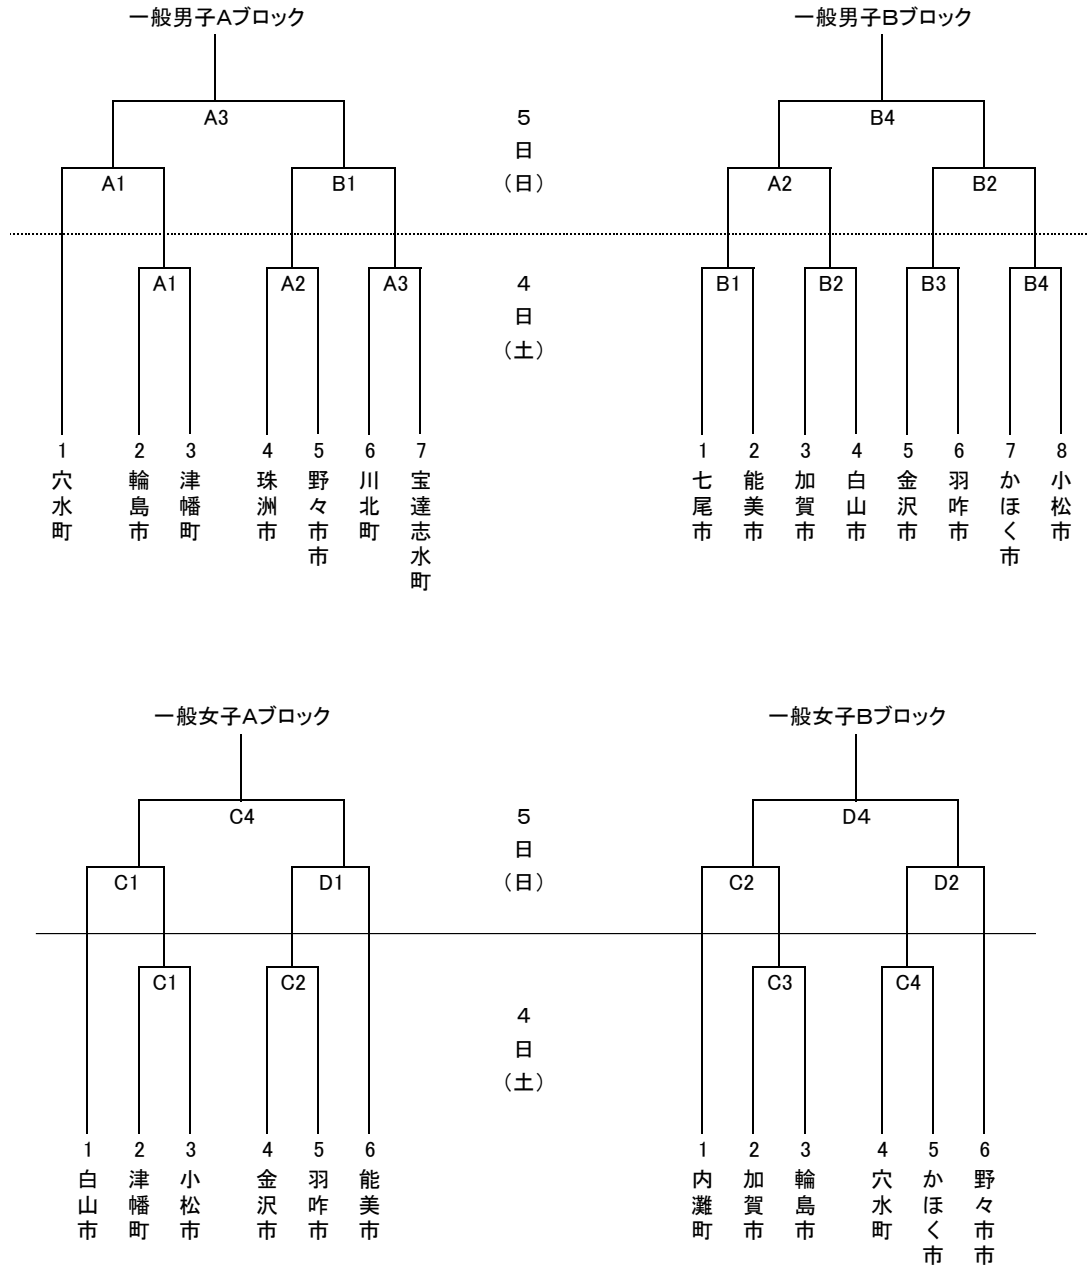 一般男子Aブロック
一般男子Bブロック
A3
5日(日)
B4
A1
B1
A2
B2
A1
A2
A3
4日(土)
B1
B2
B3
B4
1 穴水町
2 輪島市
3 津幡町
4 珠洲市
5 野々市市
6 川北町
7 宝達志水町
1 七尾市
2 能美市
3 加賀市
4 白山市
5 金沢市
6 羽咋市
7 かほく市
8 小松市
一般女子Aブロック
一般女子Bブロック
C4
5日(日)
D4
C1
D1
C2
D2
C1
C2
4日(土)
C3
C4
1 白山市
2 津幡町
3 小松市
4 金沢市
5 羽咋市
6 能美市
1 内灘町
2 加賀市
3 輪島市
4 穴水町
5 かほく市
6 野々市市